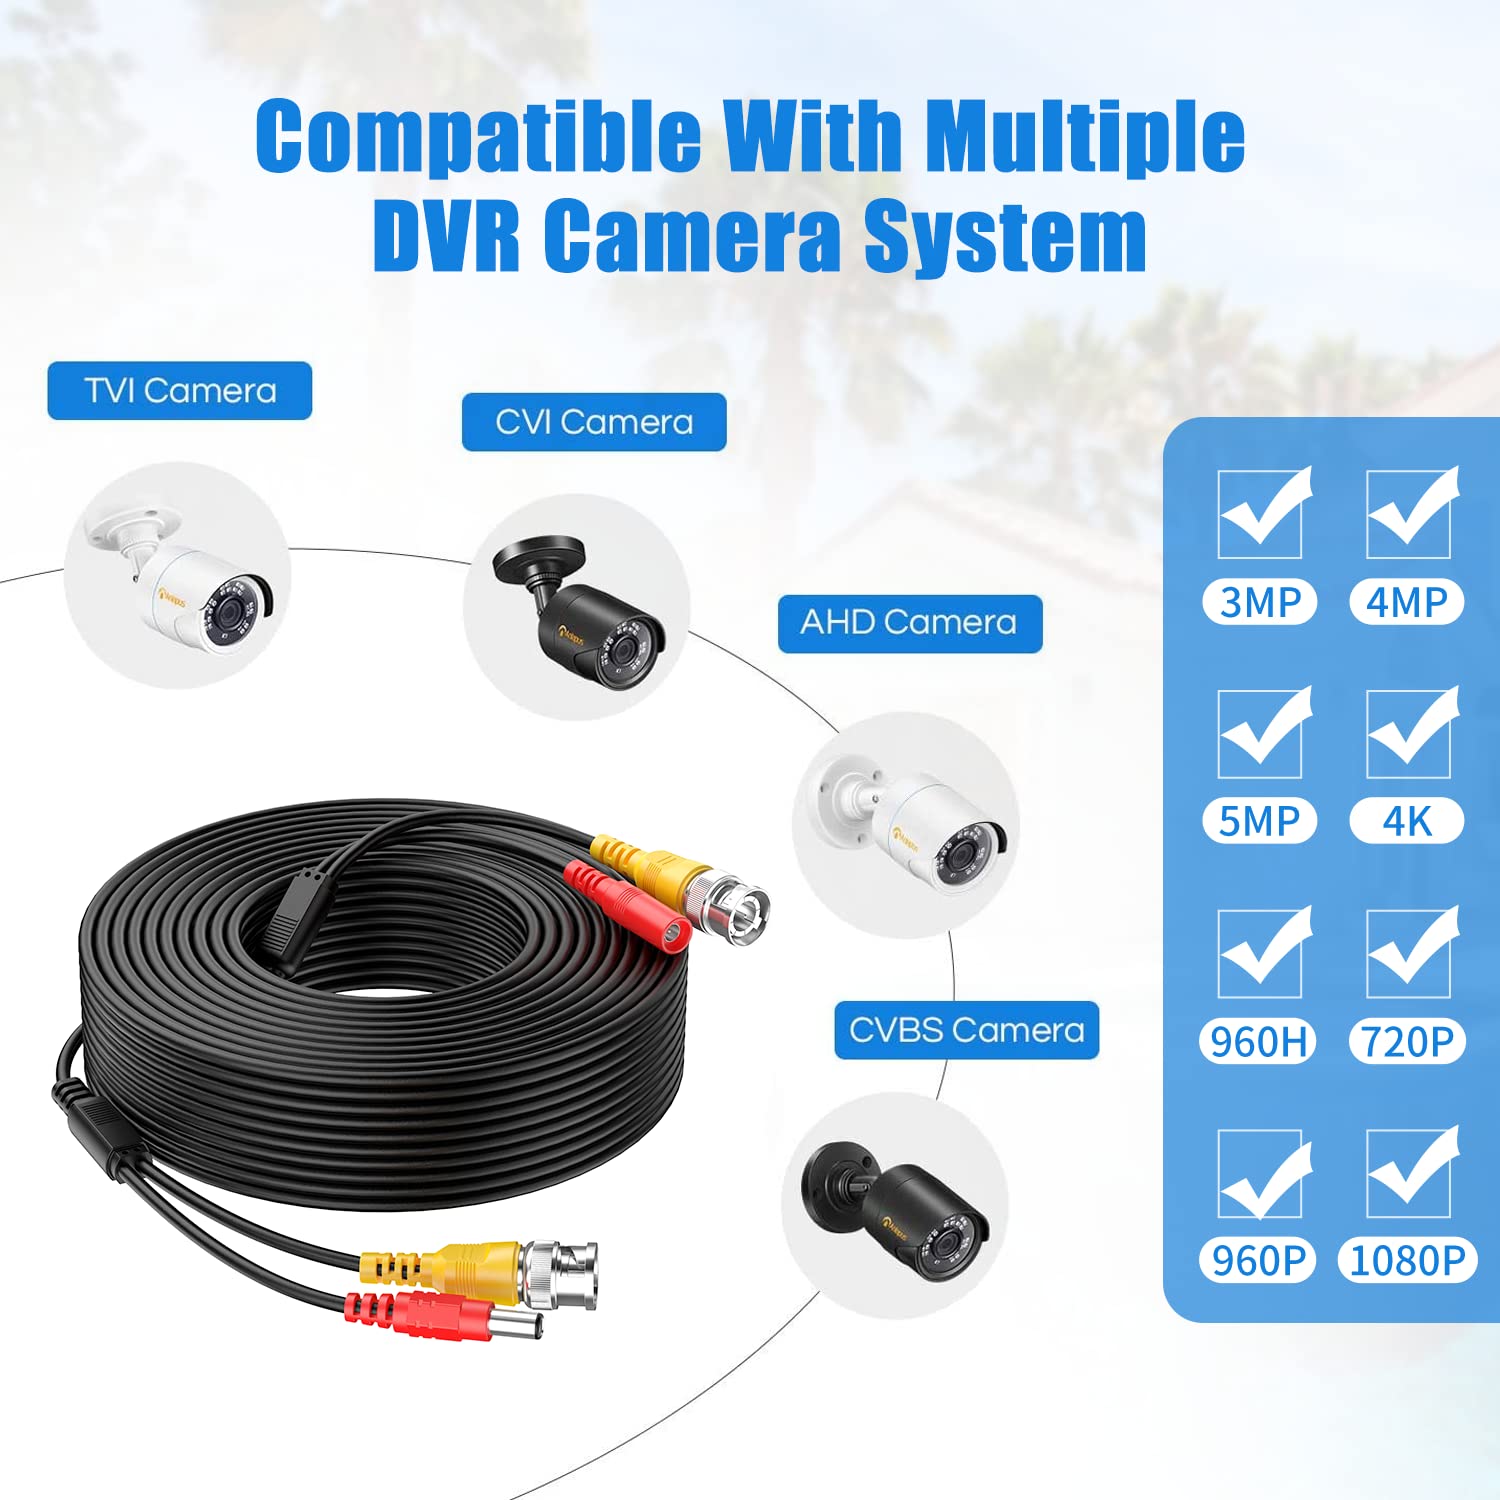 Compatible With Multiple
DVR Camera System
TVI Camera
CVI Camera
AHD Camera
CVBS Camera
3MP 4MP
5MP 4K
960H 720P
960P 1080P